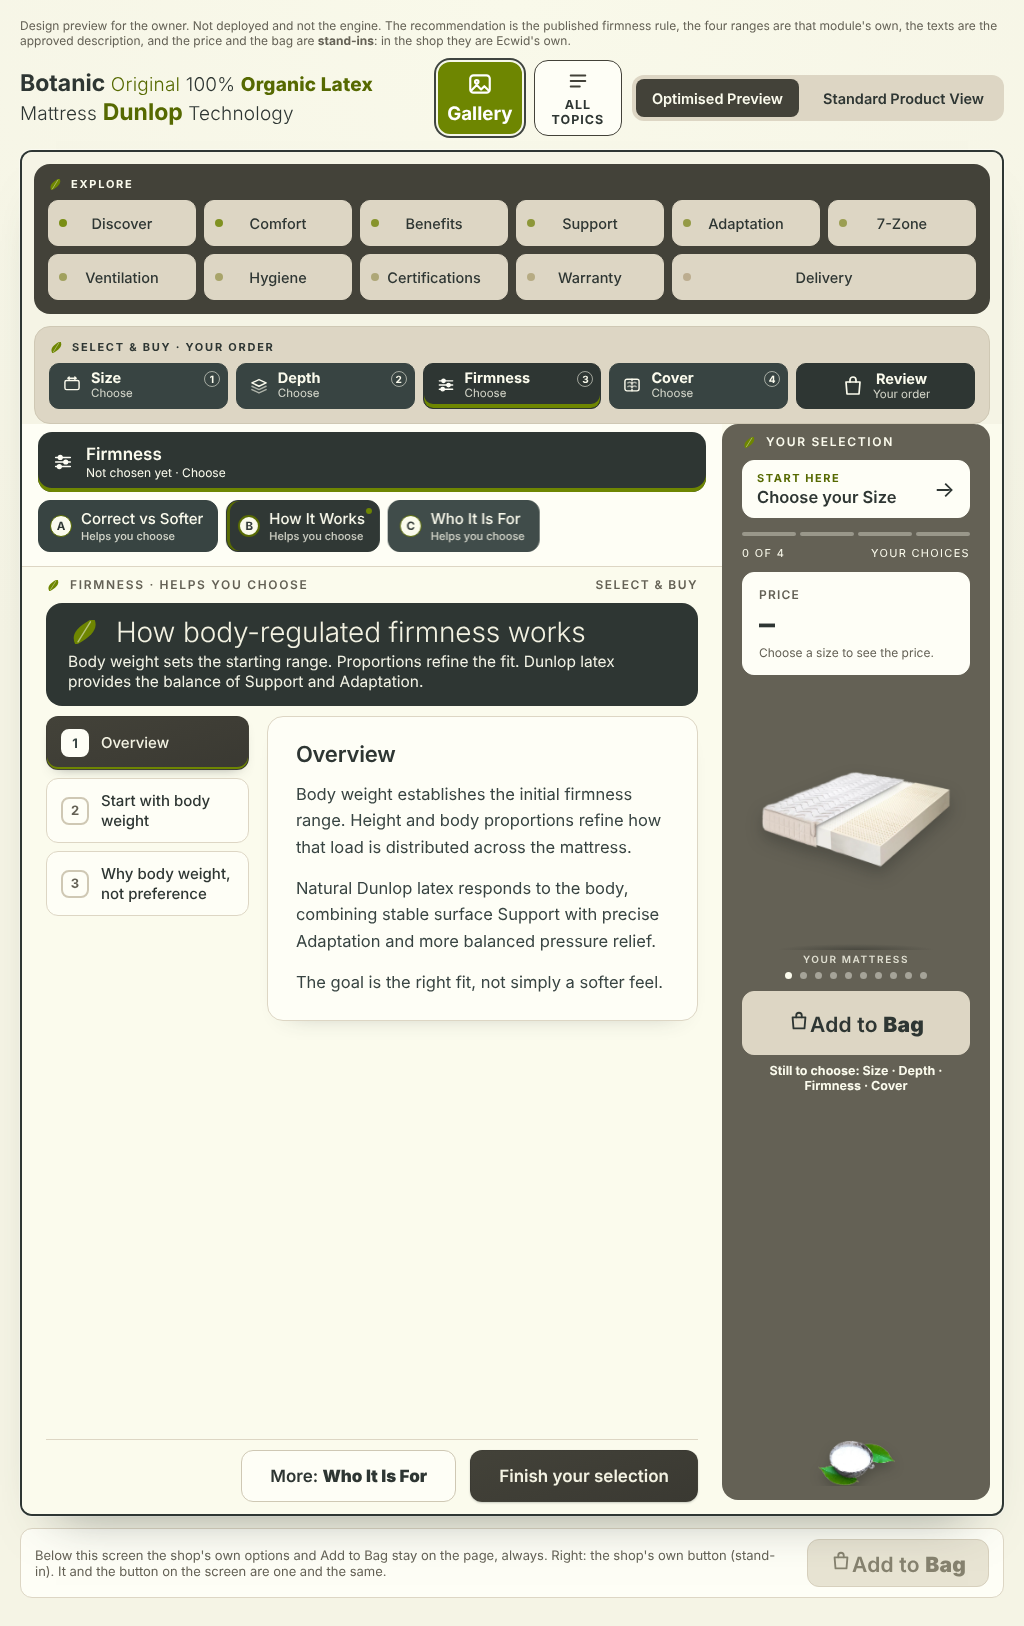 Design preview for the owner. Not deployed and not the engine. The recommendation is the published firmness rule, the four ranges are that module's own, the texts are the
approved description, and the price and the bag are stand-ins: in the shop they are Ecwid's own.
Botanic Original 100% Organic Latex
Mattress Dunlop Technology
Gallery
ALL
TOPICS
Optimised Preview
Standard Product View
EXPLORE
Discover
Comfort
Benefits
Support
Adaptation
7-Zone
Ventilation
Hygiene
Certifications
Warranty
Delivery
SELECT & BUY · YOUR ORDER
Size
Choose
1
Depth
Choose
2
Firmness
Choose
3
Cover
Choose
4
Review
Your order
Firmness
Not chosen yet · Choose
A
Correct vs Softer
Helps you choose
B
How It Works
Helps you choose
C
Who It Is For
Helps you choose
FIRMNESS · HELPS YOU CHOOSE
SELECT & BUY
How body-regulated firmness works
Body weight sets the starting range. Proportions refine the fit. Dunlop latex
provides the balance of Support and Adaptation.
1
Overview
2
Start with body
weight
3
Why body weight,
not preference
Overview
Body weight establishes the initial firmness
range. Height and body proportions refine how
that load is distributed across the mattress.
Natural Dunlop latex responds to the body,
combining stable surface Support with precise
Adaptation and more balanced pressure relief.
The goal is the right fit, not simply a softer feel.
More: Who It Is For
Finish your selection
YOUR SELECTION
START HERE
Choose your Size
0 OF 4
YOUR CHOICES
PRICE
–
Choose a size to see the price.
YOUR MATTRESS
Add to Bag
Still to choose: Size · Depth ·
Firmness · Cover
Below this screen the shop's own options and Add to Bag stay on the page, always. Right: the shop's own button (stand-
in). It and the button on the screen are one and the same.
Add to Bag